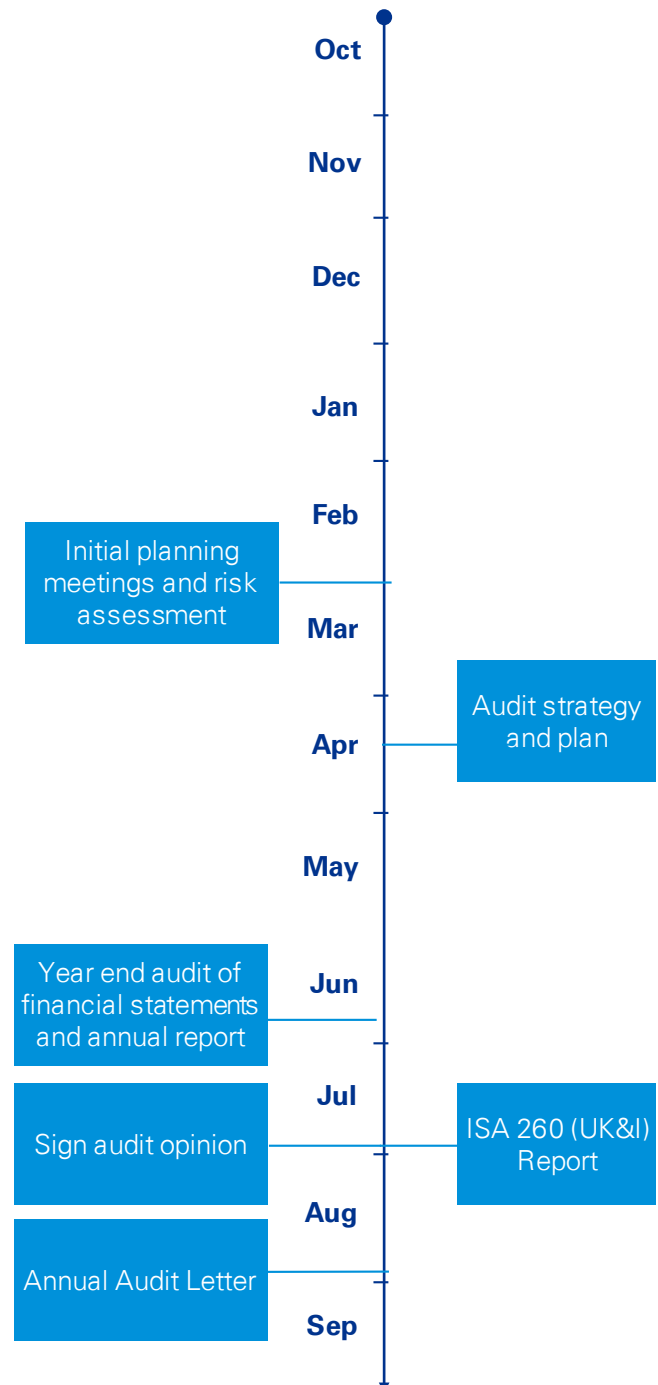 Oct
Nov
Dec
Jan
Feb
Initial planning
meetings and risk
assessment
Mar
Audit strategy
and plan
Apr
May
Year end audit of
financial statements
and annual report
Jun
Jul
Sign audit opinion
ISA 260 (UK&I)
Report
Aug
Annual Audit Letter
Sep